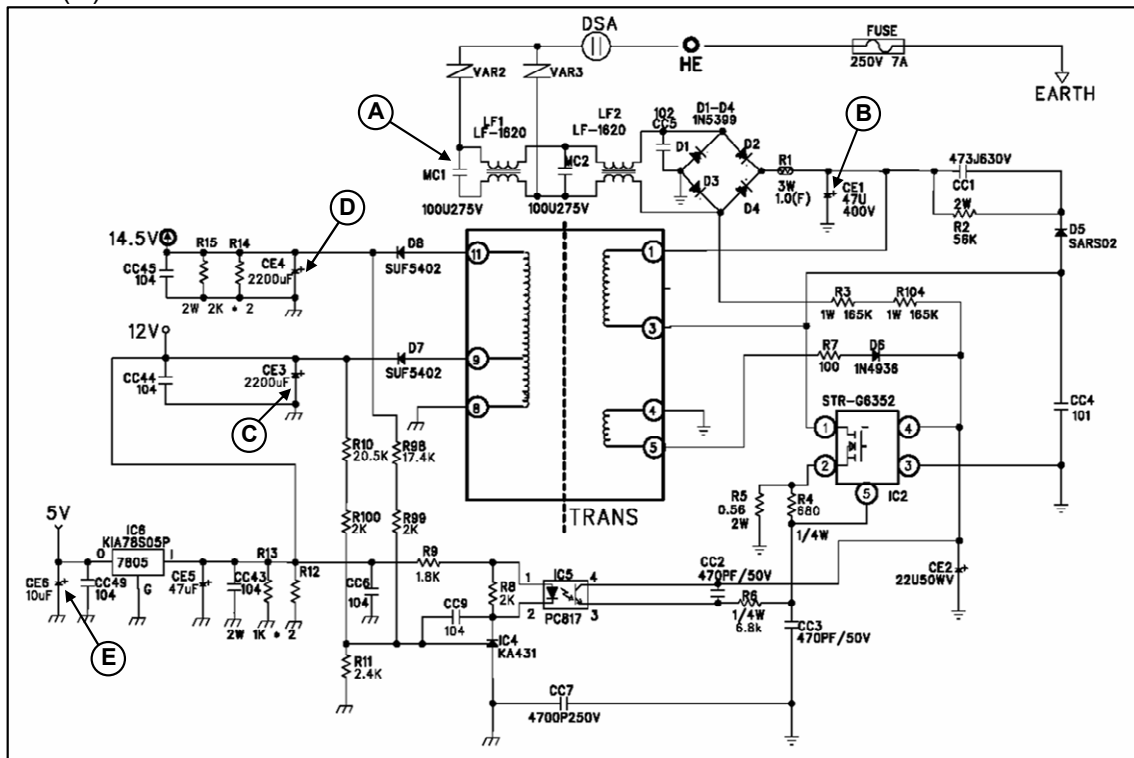 DSA
FUSE
250V 7A
HE
EARTH
VAR2
VAR3
A
LF1
LF-1620
LF2
LF-1620
102
CC5
D1-D4
1N5399
B
D1
D2
D3
D4
R1
3W
1.0(F)
CE1
47U
400V
473J630V
CC1
2W
R2
56K
D5
SARS02
MC1
100U275V
MC2
100U275V
D
14.5V
R15
R14
CE4
2200uF
D8
SUF5402
CC45
104
2W 2K * 2
11
1
3
R3
1W 165K
R104
1W 165K
12V
CC44
104
CE3
2200uF
D7
SUF5402
9
8
4
5
R7
100
D6
1N4936
C
STR-G6352
1
2
3
4
5
IC2
CC4
101
R10
20.5K
R98
17.4K
R100
2K
R99
2K
TRANS
R5
0.56
2W
R4
680
1/4W
5V
IC6
KIA78S05P
O
7805
I
G
CE6
10uF
CC49
104
CE5
47uF
CC43
104
R13
R12
2W 1K * 2
CC6
104
R9
1.8K
R8
2K
1
2
IC5
4
3
PC817
CC2
470PF/50V
R6
1/4W
6.8k
CE2
22U50WV
CC3
470PF/50V
CC9
104
IC4
KA431
R11
2.4K
CC7
4700P250V
E